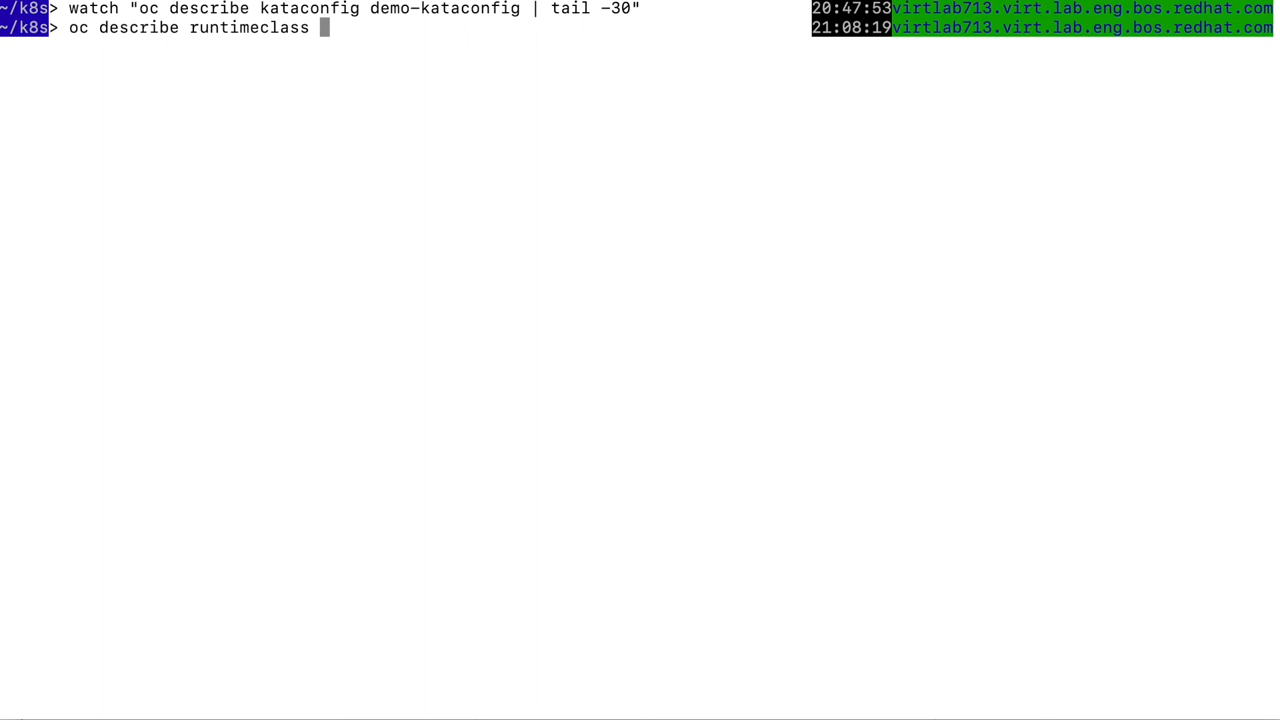 ~/k8s> watch "oc describe kataconfig demo-kataconfig | tail -30" 20:47:53virtlab713.virt.lab.eng.bos.redhat.com
~/k8s> oc describe runtimeclass 21:08:19virtlab713.virt.lab.eng.bos.redhat.com